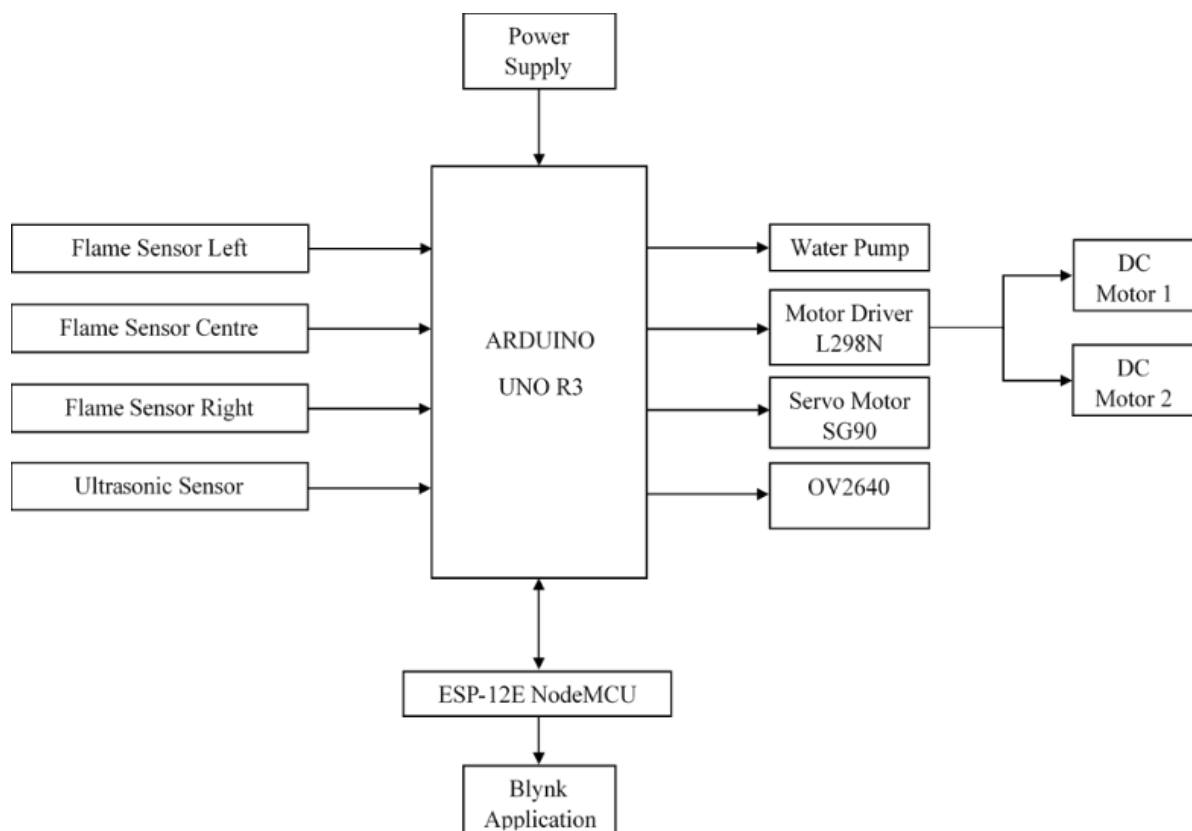 Power
Supply
Flame Sensor Left
Flame Sensor Centre
Flame Sensor Right
Ultrasonic Sensor
ARDUINO
UNO R3
Water Pump
Motor Driver
L298N
Servo Motor
SG90
OV2640
DC
Motor 1
DC
Motor 2
ESP-12E NodeMCU
Blynk
Application